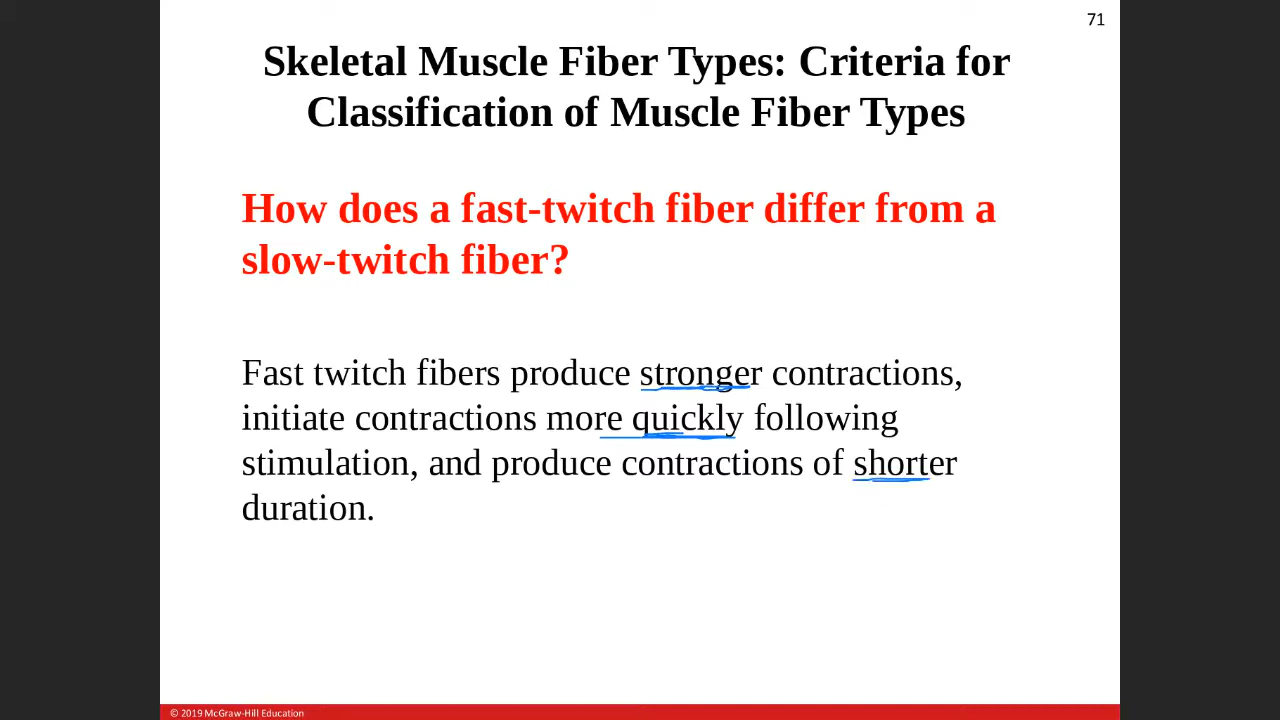 71
Skeletal Muscle Fiber Types: Criteria for
Classification of Muscle Fiber Types
How does a fast-twitch fiber differ from a
slow-twitch fiber?
Fast twitch fibers produce stronger contractions,
initiate contractions more quickly following
stimulation, and produce contractions of shorter
duration.
© 2019 McGraw-Hill Education